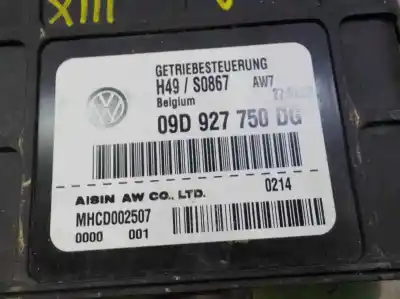 XIII
GETRIEBESTEUERUNG
H49 / S0867 AW7
Belgium
09D 927 750 DG
AISIN AW CO., LTD. 0214
MHCD002507
0000 001